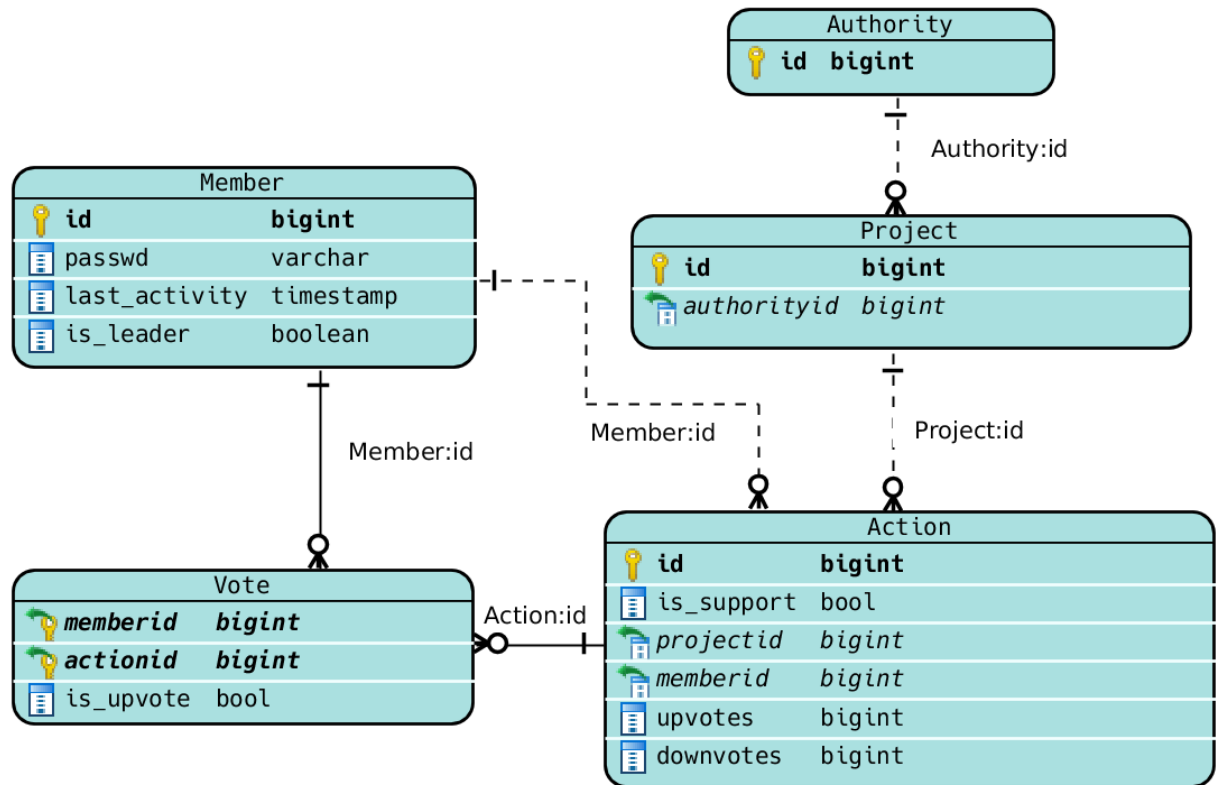 Authority
id bigint
Authority:id
Member
id bigint
passwd varchar
last_activity timestamp
is_leader boolean
Project
id bigint
authorityid bigint
Member:id
Member:id
Project:id
Vote
memberid bigint
actionid bigint
is_upvote bool
Action:id
Action
id bigint
is_support bool
projectid bigint
memberid bigint
upvotes bigint
downvotes bigint